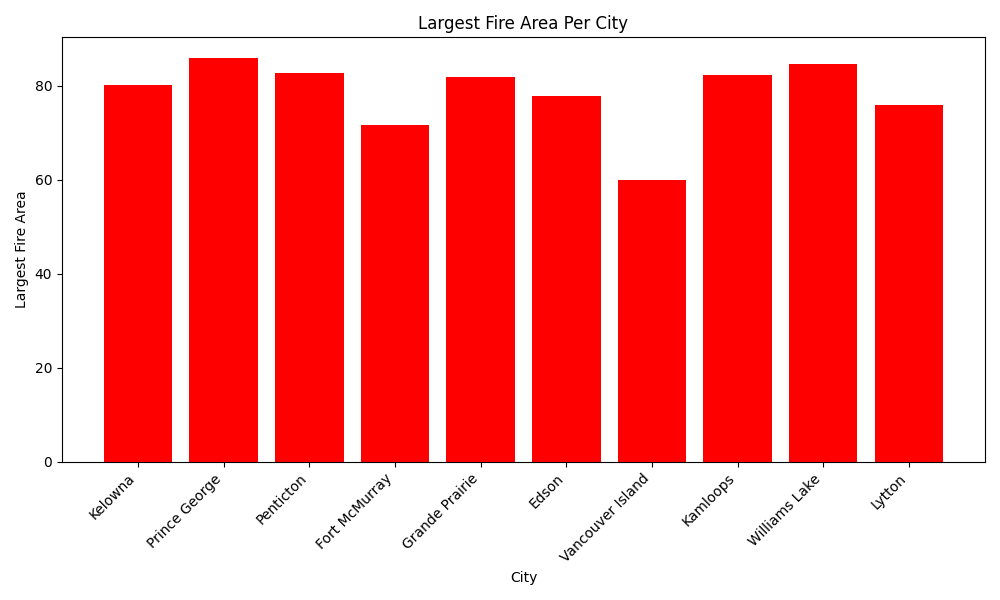 Largest Fire Area Per City
Largest Fire Area
80
60
40
20
0
Kelowna
Prince George
Penticton
Fort McMurray
Grande Prairie
Edson
Vancouver Island
Kamloops
Williams Lake
Lytton
City